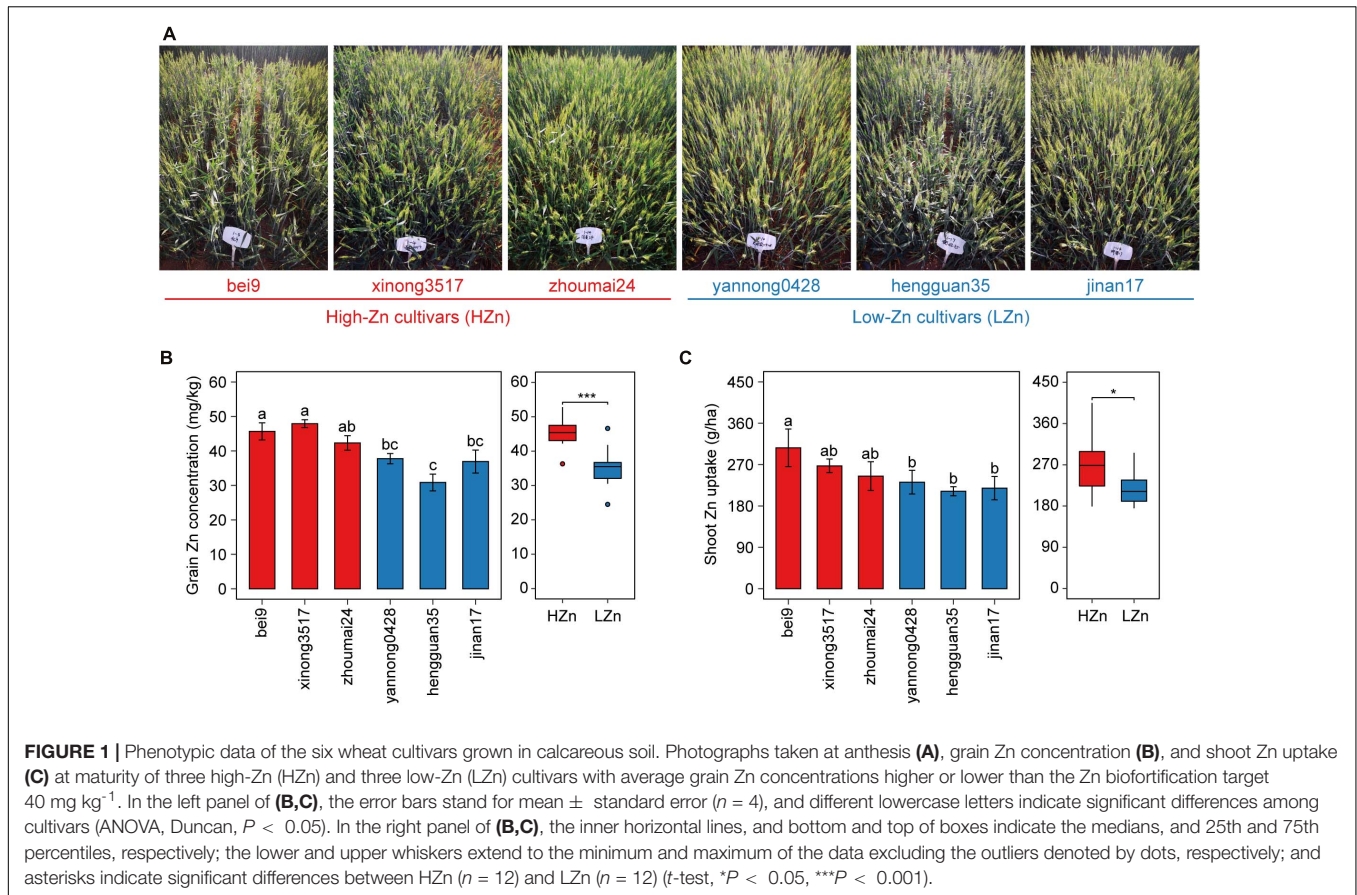 A
bei9 xinong3517 zhoumai24 yannong0428 hengguan35 jinan17
High-Zn cultivars (HZn) Low-Zn cultivars (LZn)
B
Grain Zn concentration (mg/kg)
60
50
40
30
20
10
0
a a ab bc c bc
bei9 xinong3517 zhoumai24 yannong0428 hengguan35 jinan17
60
50
40
30
20
10
0
***
HZn LZn
C
Shoot Zn uptake (g/ha)
450
360
270
180
90
0
a ab ab b b b
bei9 xinong3517 zhoumai24 yannong0428 hengguan35 jinan17
450
360
270
180
90
0
*
HZn LZn
FIGURE 1 | Phenotypic data of the six wheat cultivars grown in calcareous soil. Photographs taken at anthesis (A), grain Zn concentration (B), and shoot Zn uptake
(C) at maturity of three high-Zn (HZn) and three low-Zn (LZn) cultivars with average grain Zn concentrations higher or lower than the Zn biofortification target
40 mg kg⁻¹. In the left panel of (B,C), the error bars stand for mean ± standard error (n = 4), and different lowercase letters indicate significant differences among
cultivars (ANOVA, Duncan, P < 0.05). In the right panel of (B,C), the inner horizontal lines, and bottom and top of boxes indicate the medians, and 25th and 75th
percentiles, respectively; the lower and upper whiskers extend to the minimum and maximum of the data excluding the outliers denoted by dots, respectively; and
asterisks indicate significant differences between HZn (n = 12) and LZn (n = 12) (t-test, *P < 0.05, ***P < 0.001).